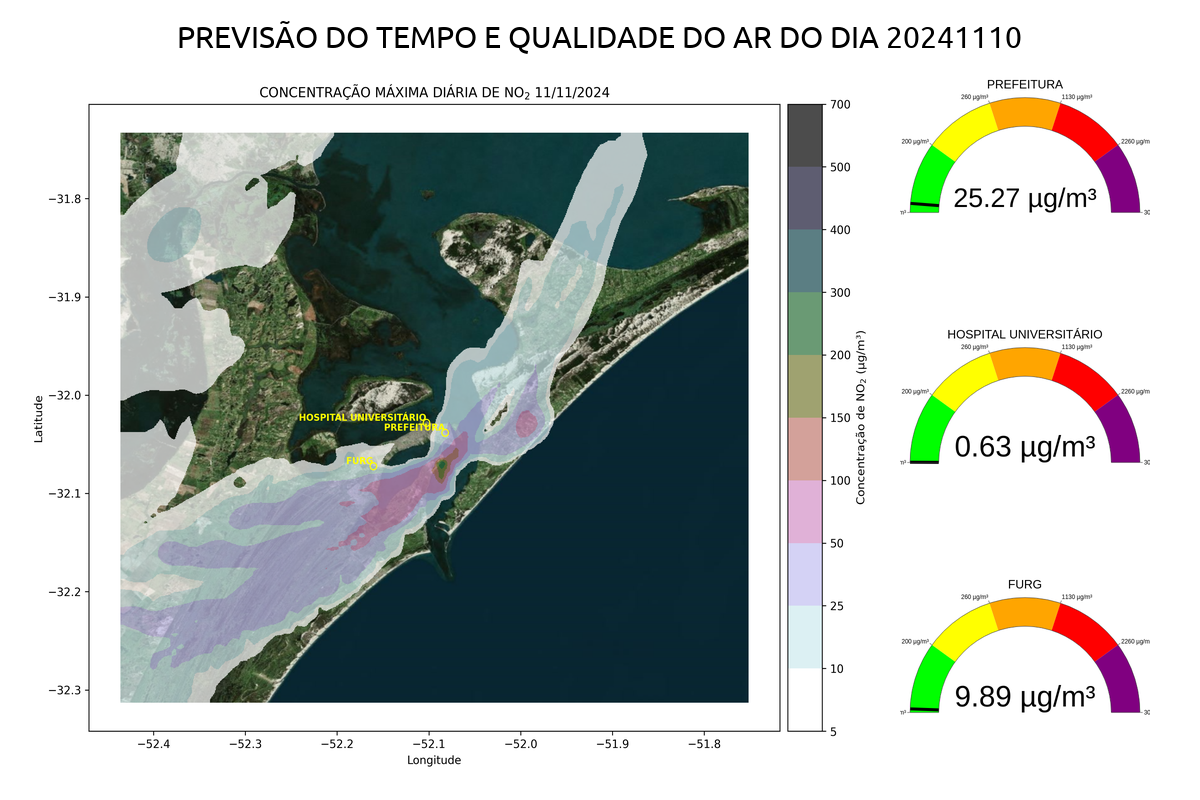 PREVISÃO DO TEMPO E QUALIDADE DO AR DO DIA 20241110
CONCENTRAÇÃO MÁXIMA DIÁRIA DE NO₂ 11/11/2024
Latitude
−31.8
−31.9
−32.0
−32.1
−32.2
−32.3
HOSPITAL UNIVERSITÁRIO
PREFEITURA
FURG
−52.4
−52.3
−52.2
−52.1
−52.0
−51.9
−51.8
Longitude
700
500
400
300
200
150
100
50
25
10
5
Concentração de NO₂ (µg/m³)
PREFEITURA
260 µg/m³
1130 µg/m³
200 µg/m³
2260 µg/m
25.27 µg/m³
m³
30
HOSPITAL UNIVERSITÁRIO
260 µg/m³
1130 µg/m³
200 µg/m³
2260 µg/m
0.63 µg/m³
m³
30
FURG
260 µg/m³
1130 µg/m³
200 µg/m³
2260 µg/m
9.89 µg/m³
m³
30